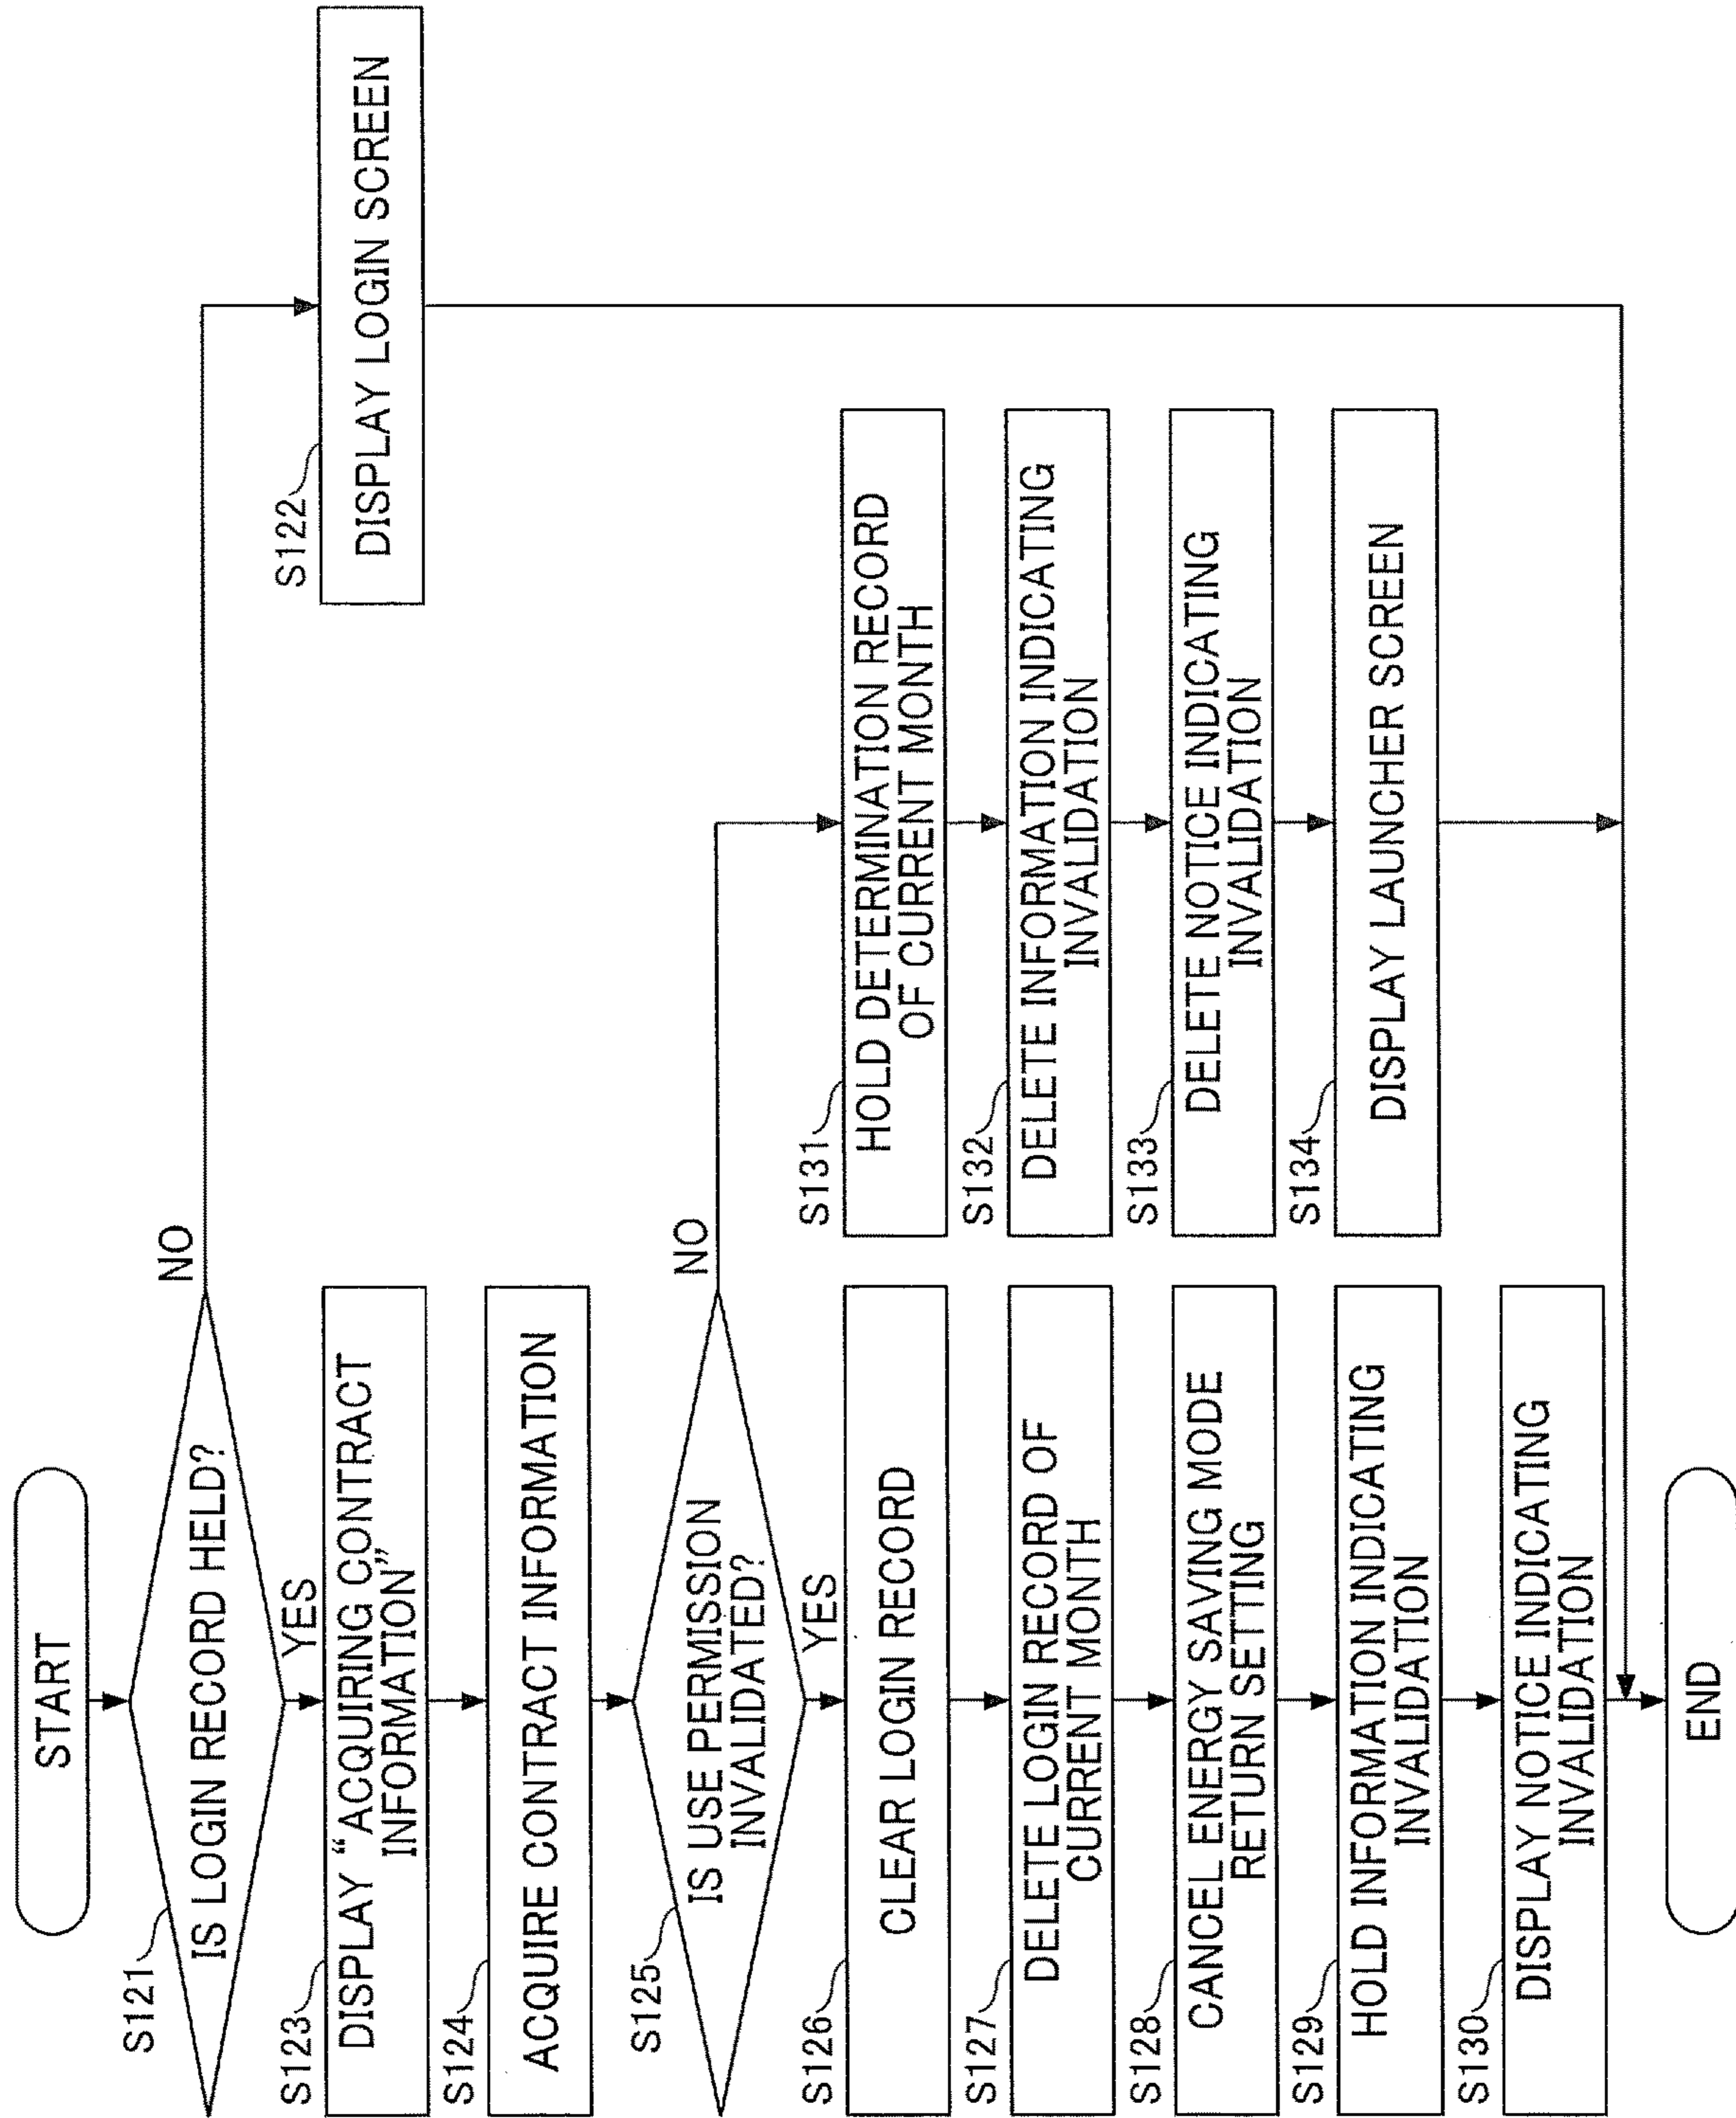 START
S121
IS LOGIN RECORD HELD?
NO
YES
S122
DISPLAY LOGIN SCREEN
S123
DISPLAY “ACQUIRING CONTRACT
INFORMATION”
S124
ACQUIRE CONTRACT INFORMATION
S125
IS USE PERMISSION
INVALIDATED?
NO
YES
S126
CLEAR LOGIN RECORD
S127
DELETE LOGIN RECORD OF
CURRENT MONTH
S128
CANCEL ENERGY SAVING MODE
RETURN SETTING
S129
HOLD INFORMATION INDICATING
INVALIDATION
S130
DISPLAY NOTICE INDICATING
INVALIDATION
S131
HOLD DETERMINATION RECORD
OF CURRENT MONTH
S132
DELETE INFORMATION INDICATING
INVALIDATION
S133
DELETE NOTICE INDICATING
INVALIDATION
S134
DISPLAY LAUNCHER SCREEN
END